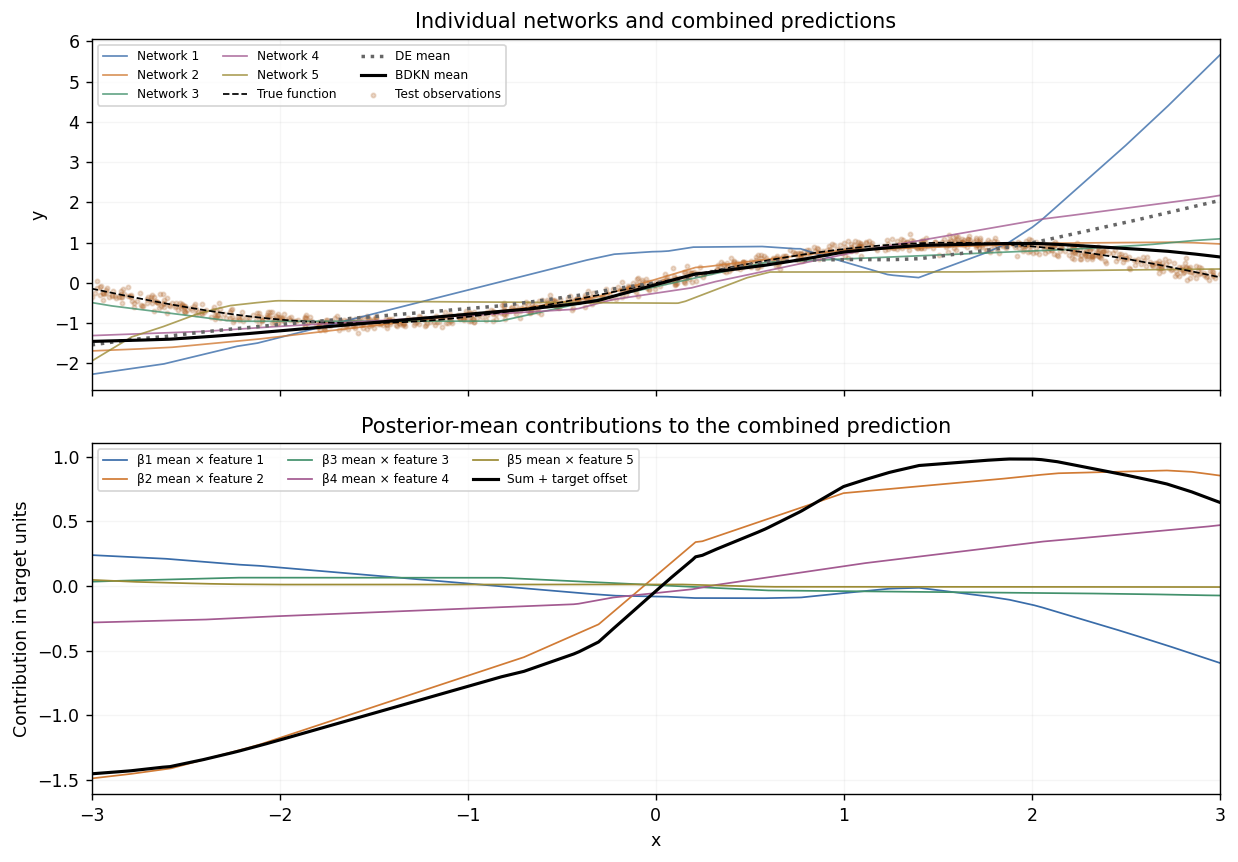 Individual networks and combined predictions
6
5
4
3
2
1
0
−1
−2
y
Network 1
Network 2
Network 3
Network 4
Network 5
True function
DE mean
BDKN mean
Test observations
Posterior-mean contributions to the combined prediction
1.0
0.5
0.0
−0.5
−1.0
−1.5
Contribution in target units
β1 mean × feature 1
β2 mean × feature 2
β3 mean × feature 3
β4 mean × feature 4
β5 mean × feature 5
Sum + target offset
−3
−2
−1
0
1
2
3
x